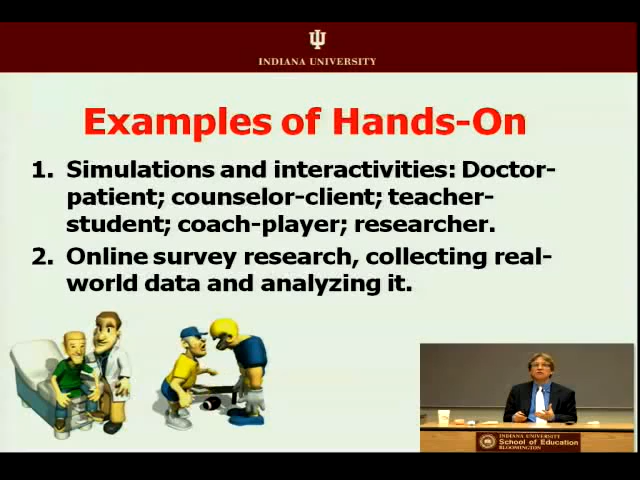 INDIANA UNIVERSITY
Examples of Hands-On
1. Simulations and interactivities: Doctor-
patient; counselor-client; teacher-
student; coach-player; researcher.
2. Online survey research, collecting real-
world data and analyzing it.
INDIANA UNIVERSITY
School of Education
BLOOMINGTON